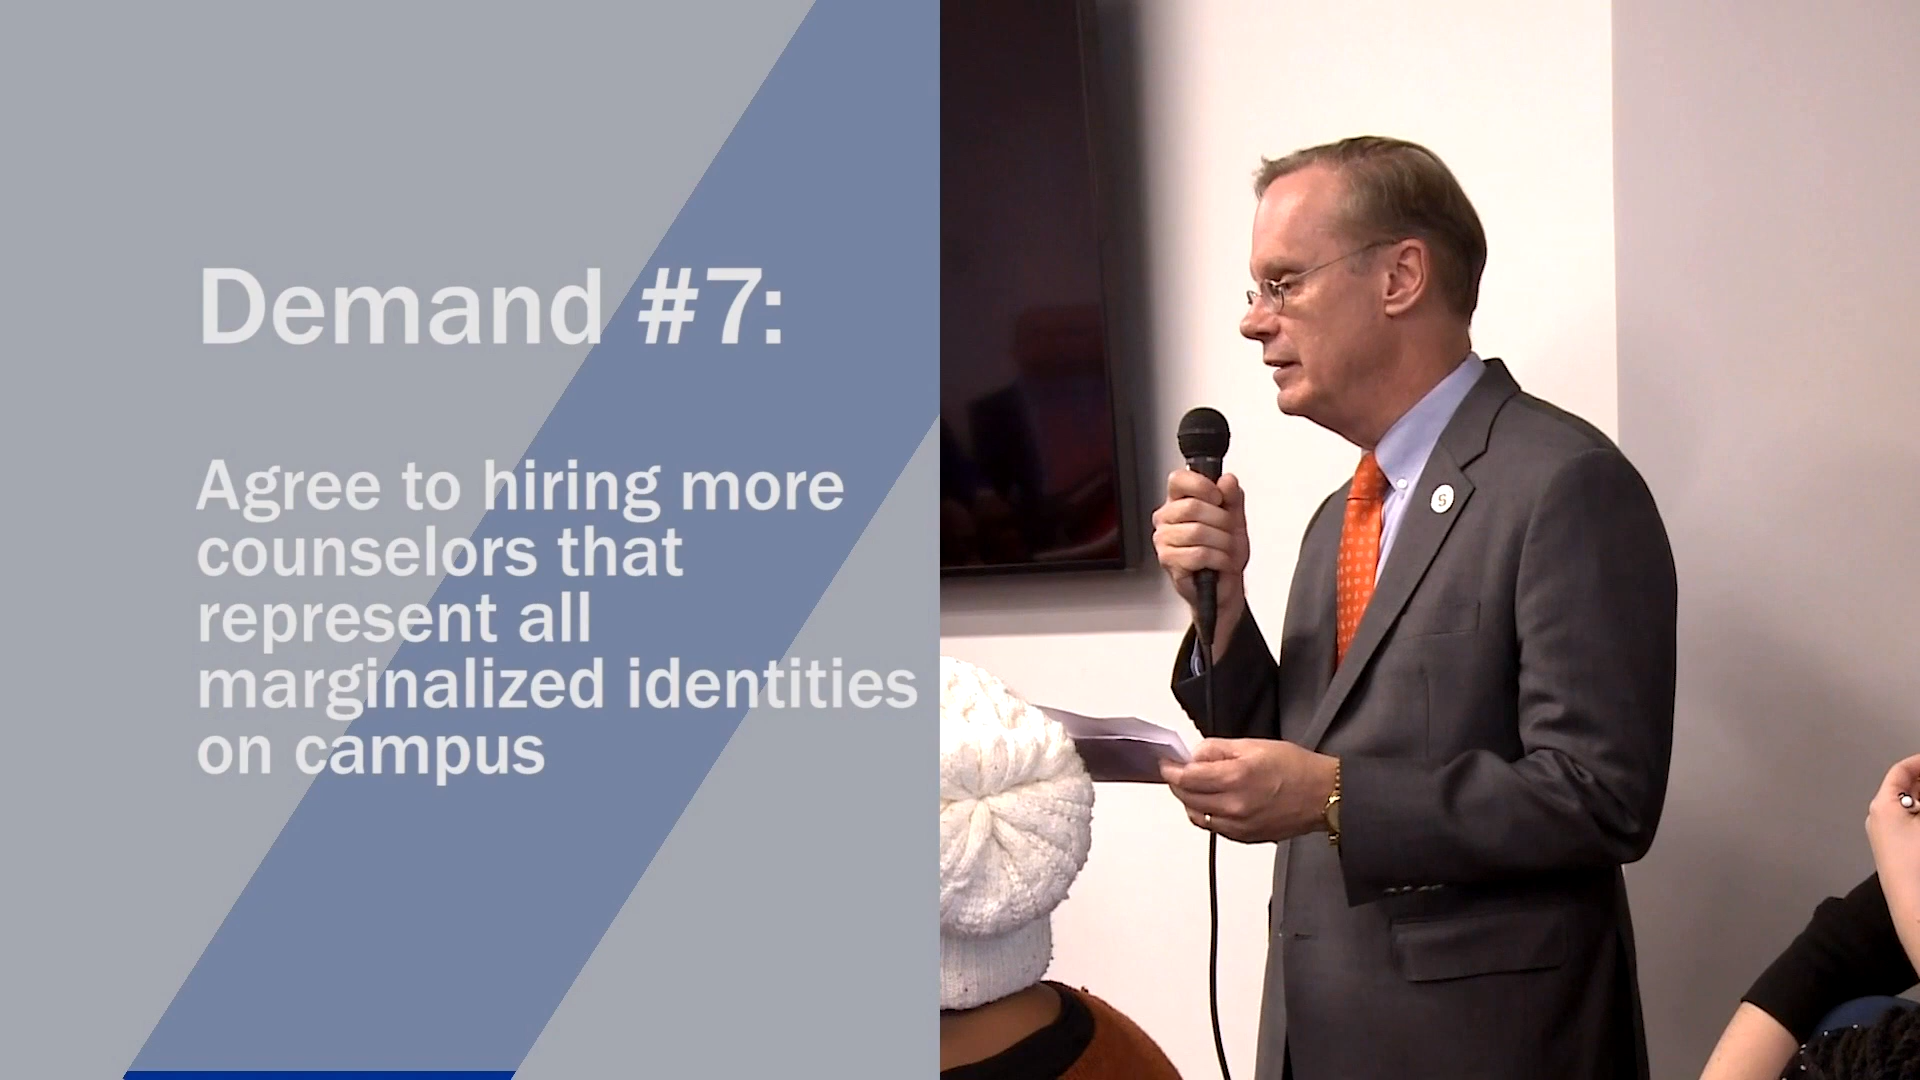 Demand #7:
Agree to hiring more
counselors that
represent all
marginalized identities
on campus
S